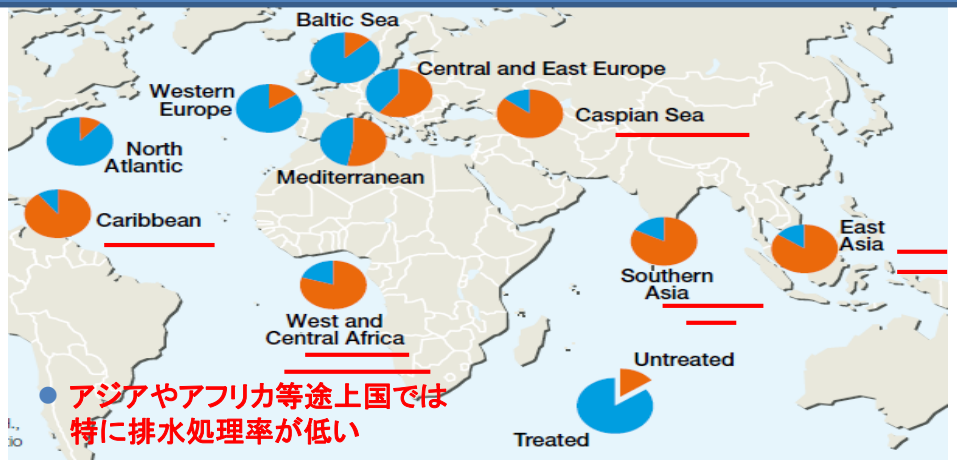 Baltic Sea
Central and East Europe
Western
Europe
Caspian Sea
North
Atlantic
Mediterranean
Caribbean
East
Asia
Southern
Asia
West and
Central Africa
Untreated
Treated
アジアやアフリカ等途上国では
特に排水処理率が低い